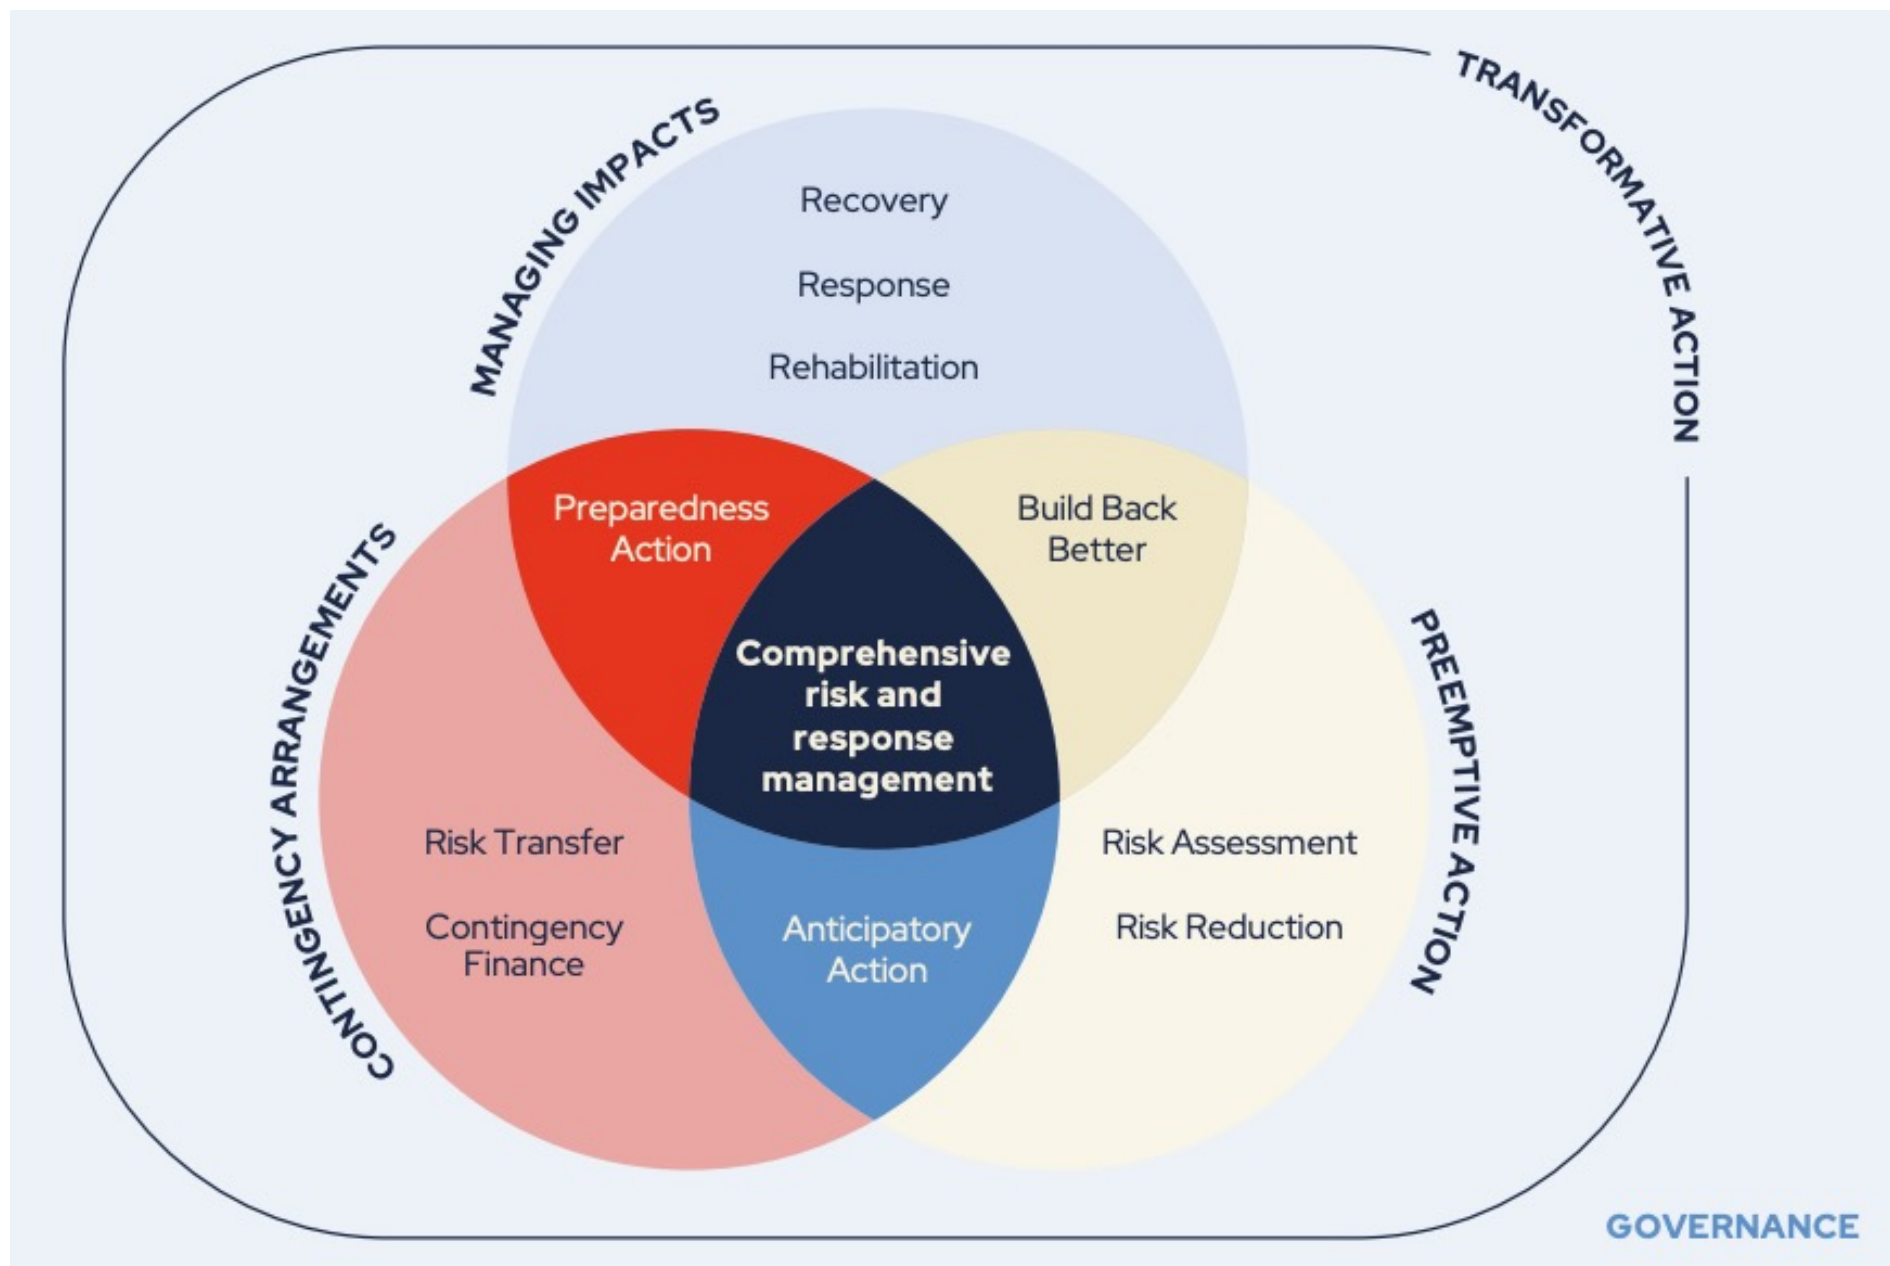 TRANSFORMATIVE ACTION
MANAGING IMPACTS
Recovery
Response
Rehabilitation
Preparedness
Action
Build Back
Better
CONTINGENCY ARRANGEMENTS
PREEMPTIVE ACTION
Comprehensive
risk and
response
management
Risk Transfer
Contingency
Finance
Anticipatory
Action
Risk Assessment
Risk Reduction
GOVERNANCE